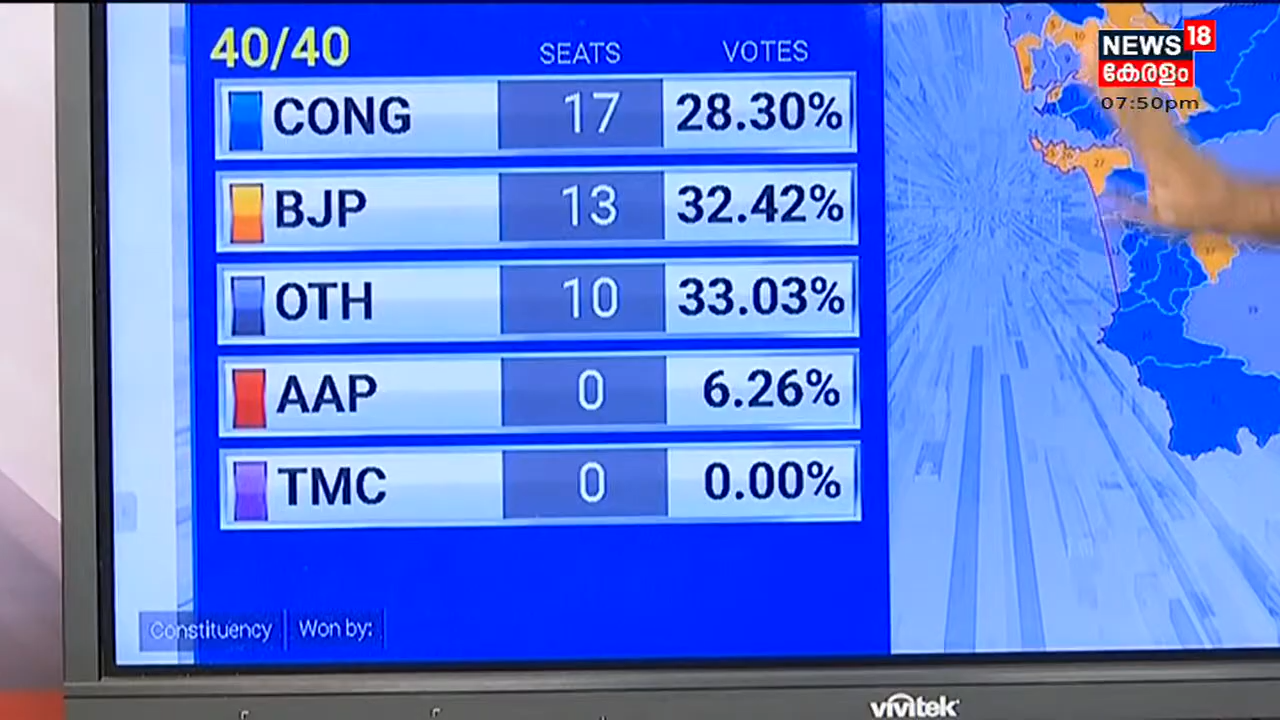 40/40 SEATS VOTES
CONG 17 28.30%
BJP 13 32.42%
OTH 10 33.03%
AAP 0 6.26%
TMC 0 0.00%
Constituency Won by:
NEWS 18
കേരളം
07:50pm
27
vivitek